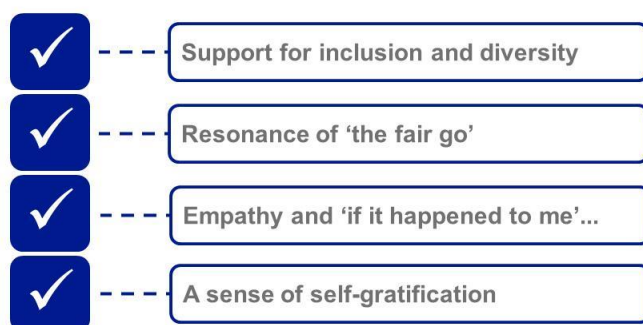 Support for inclusion and diversity
Resonance of ‘the fair go’
Empathy and ‘if it happened to me’...
A sense of self-gratification